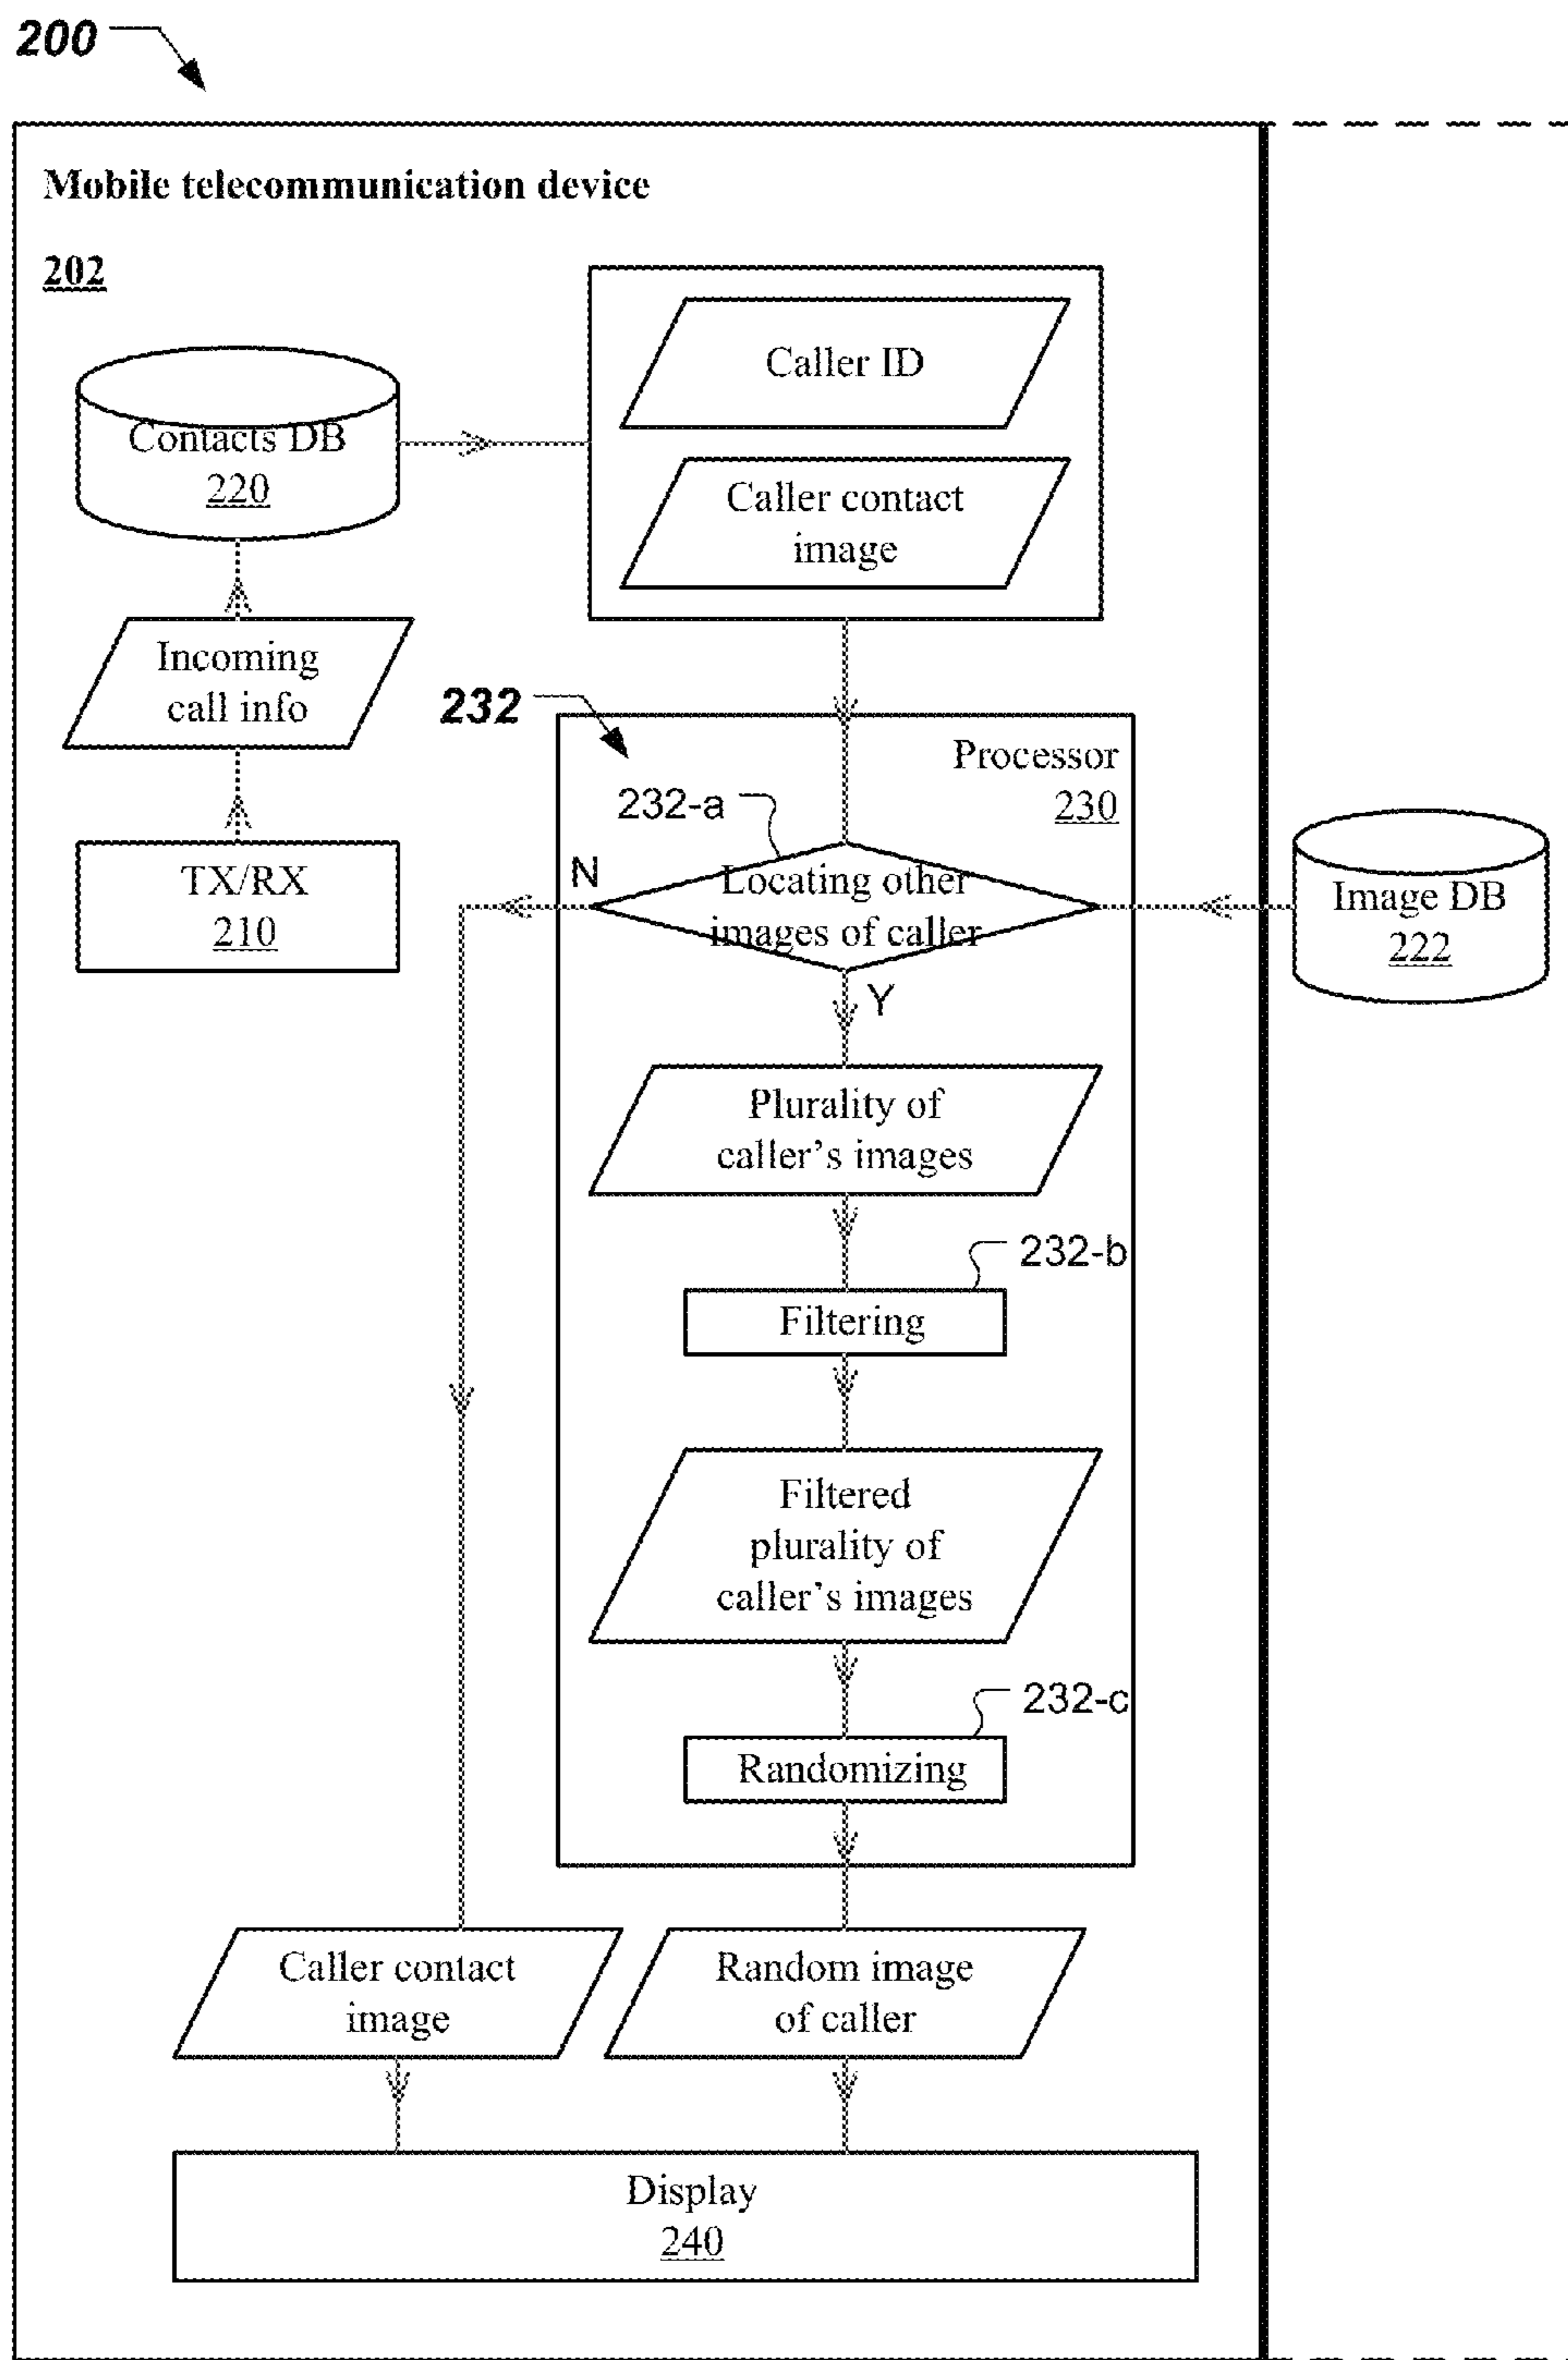 200
Mobile telecommunication device
202
Caller ID
Contacts DB
220
Caller contact
image
Incoming
call info
232
Processor
230
232-a
TX/RX
210
N
Locating other
images of caller
Image DB
222
Y
Plurality of
caller's images
232-b
Filtering
Filtered
plurality of
caller's images
232-c
Randomizing
Caller contact
image
Random image
of caller
Display
240